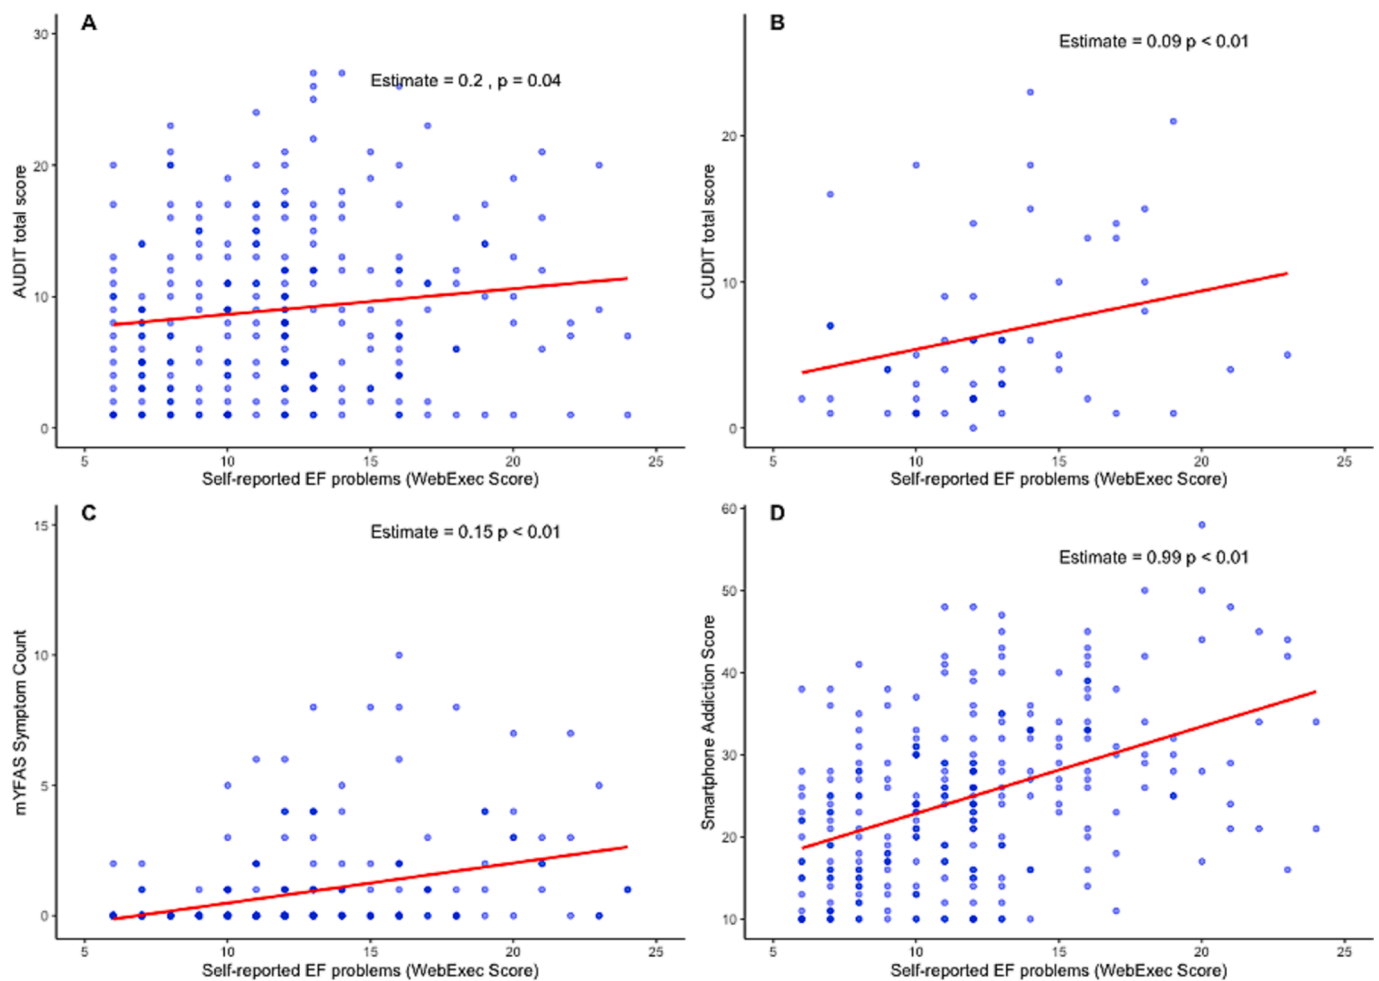 A
Estimate = 0.2 , p = 0.04
AUDIT total score
30
20
10
0
5 10 15 20 25
Self-reported EF problems (WebExec Score)
B
Estimate = 0.09 p < 0.01
CUDIT total score
20
10
0
5 10 15 20 25
Self-reported EF problems (WebExec Score)
C
Estimate = 0.15 p < 0.01
mYFAS Symptom Count
15
10
5
0
5 10 15 20 25
Self-reported EF problems (WebExec Score)
D
Estimate = 0.99 p < 0.01
Smartphone Addiction Score
60
50
40
30
20
10
5 10 15 20 25
Self-reported EF problems (WebExec Score)